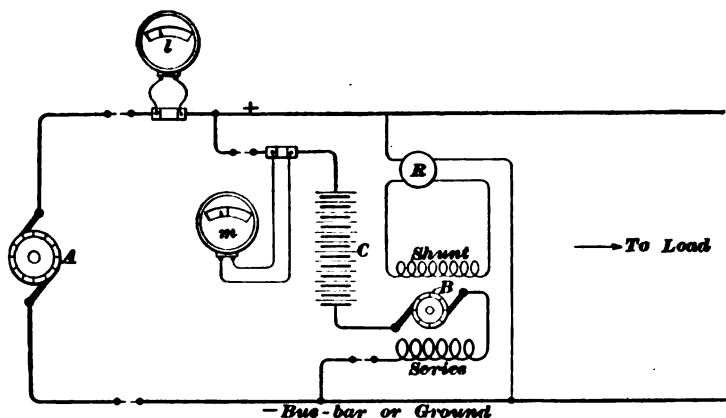 l
+
m
R
C
Shunt
A
B
To Load
Series
— Bus-bar or Ground